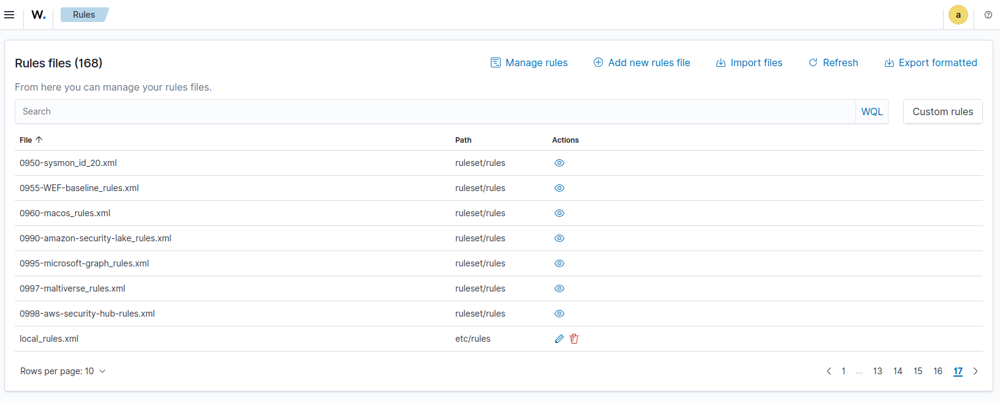 W. Rules a
Rules files (168) Manage rules Add new rules file Import files Refresh Export formatted
From here you can manage your rules files.
Search WQL Custom rules
File Path Actions
0950-sysmon_id_20.xml ruleset/rules
0955-WEF-baseline_rules.xml ruleset/rules
0960-macos_rules.xml ruleset/rules
0990-amazon-security-lake_rules.xml ruleset/rules
0995-microsoft-graph_rules.xml ruleset/rules
0997-maltiverse_rules.xml ruleset/rules
0998-aws-security-hub-rules.xml ruleset/rules
local_rules.xml etc/rules
Rows per page: 10 1 ... 13 14 15 16 17